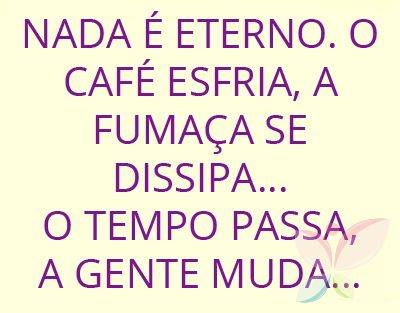 NADA É ETERNO. O
CAFÉ ESFRIA, A
FUMAÇA SE
DISSIPA...
O TEMPO PASSA,
A GENTE MUDA...